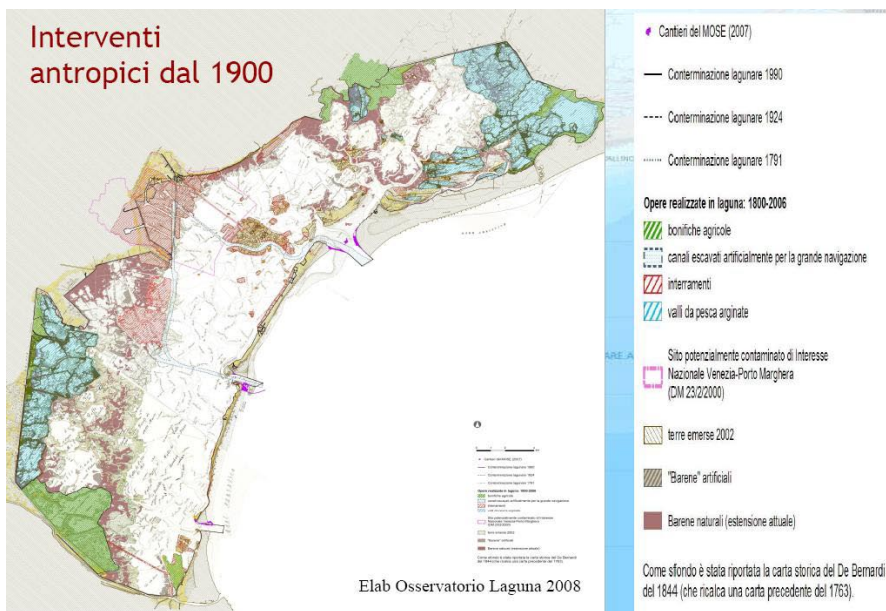 Interventi
antropici dal 1900
Cantieri del MOSE (2007)
Conterminazione lagunare 1990
Conterminazione lagunare 1924
Conterminazione lagunare 1791
Opere realizzate in laguna: 1800-2006
bonifiche agricole
canali escavati artificialmente per la grande navigazione
interramenti
valli da pesca arginate
Sito potenzialmente contaminato di Interesse
Nazionale Venezia-Porto Marghera
(DM 23/2/2000)
terre emerse 2002
"Barene" artificiali
Barene naturali (estensione attuale)
Come sfondo è stata riportata la carta storica del De Bernardi
del 1844 (che ricalca una carta precedente del 1763).
Elab Osservatorio Laguna 2008